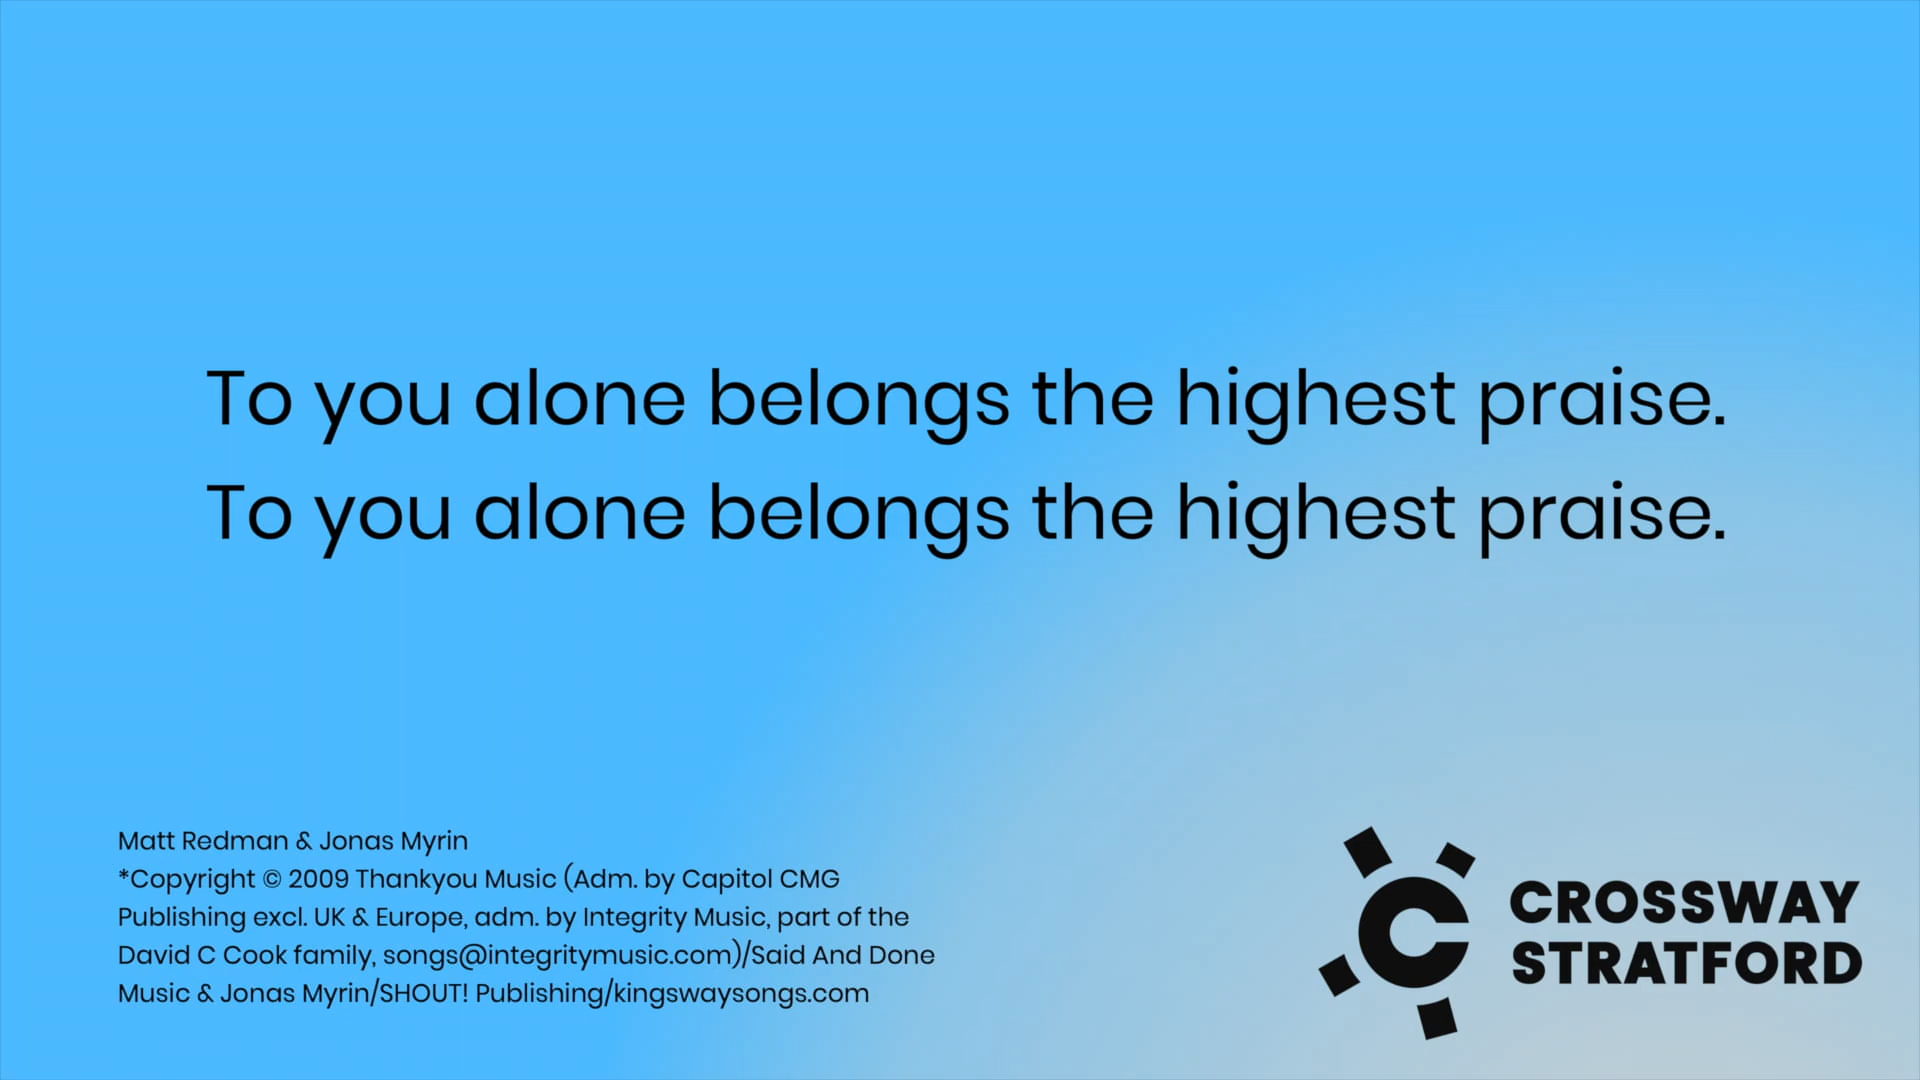 To you alone belongs the highest praise.
To you alone belongs the highest praise.
Matt Redman & Jonas Myrin
*Copyright © 2009 Thankyou Music (Adm. by Capitol CMG
Publishing excl. UK & Europe, adm. by Integrity Music, part of the
David C Cook family, songs@integritymusic.com)/Said And Done
Music & Jonas Myrin/SHOUT! Publishing/kingswaysongs.com
CROSSWAY
STRATFORD